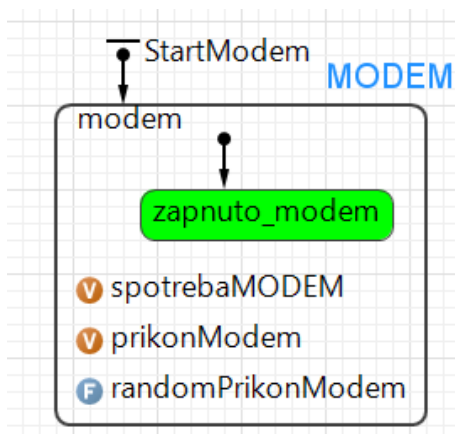 StartModem
MODEM
modem
zapnuto_modem
V spotrebaMODEM
V prikonModem
F randomPrikonModem